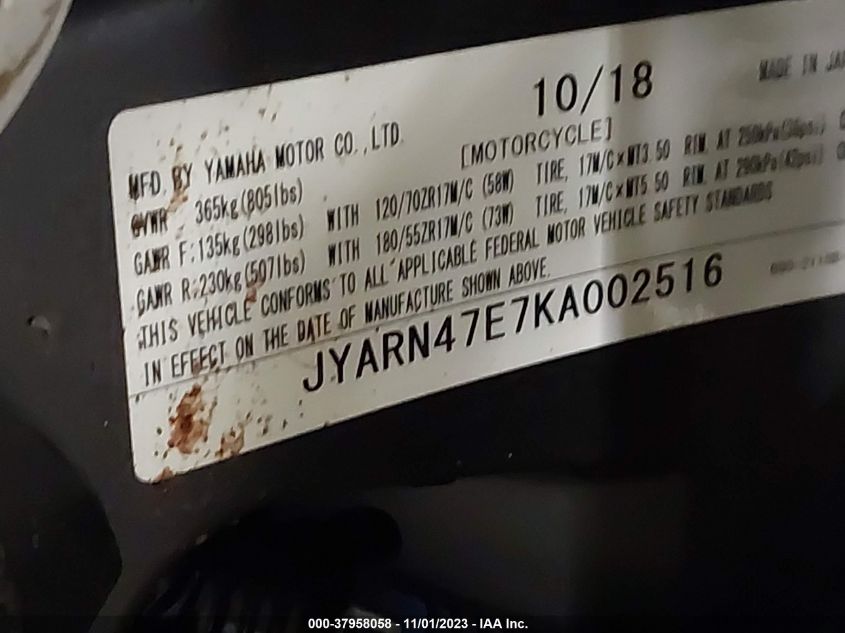 10/18
MADE IN JA
MFD. BY YAMAHA MOTOR CO.,LTD.
[MOTORCYCLE]
GVWR 365kg(805lbs)
GAWR F:135kg(298lbs) WITH 120/70ZR17M/C (58W) TIRE, 17M/C×MT3.50 RIM, AT 250kPa(36psi)
GAWR R:230kg(507lbs) WITH 180/55ZR17M/C (73W) TIRE, 17M/C×MT5.50 RIM, AT 290kPa(42psi)
THIS VEHICLE CONFORMS TO ALL APPLICABLE FEDERAL MOTOR VEHICLE SAFETY STANDARDS
IN EFFECT ON THE DATE OF MANUFACTURE SHOWN ABOVE.
JYARN47E7KA002516
000-37958058 - 11/01/2023 - IAA Inc.